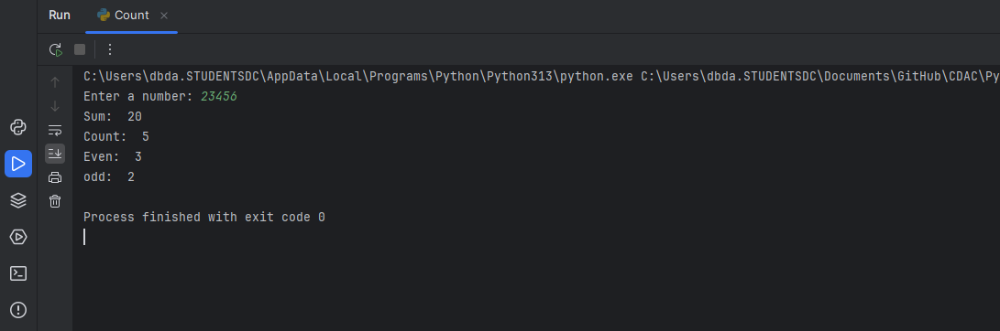 Run Count
C:\Users\dbda.STUDENTSDC\AppData\Local\Programs\Python\Python313\python.exe C:\Users\dbda.STUDENTSDC\Documents\GitHub\CDAC\Py
Enter a number: 23456
Sum:  20
Count:  5
Even:  3
odd:  2
Process finished with exit code 0